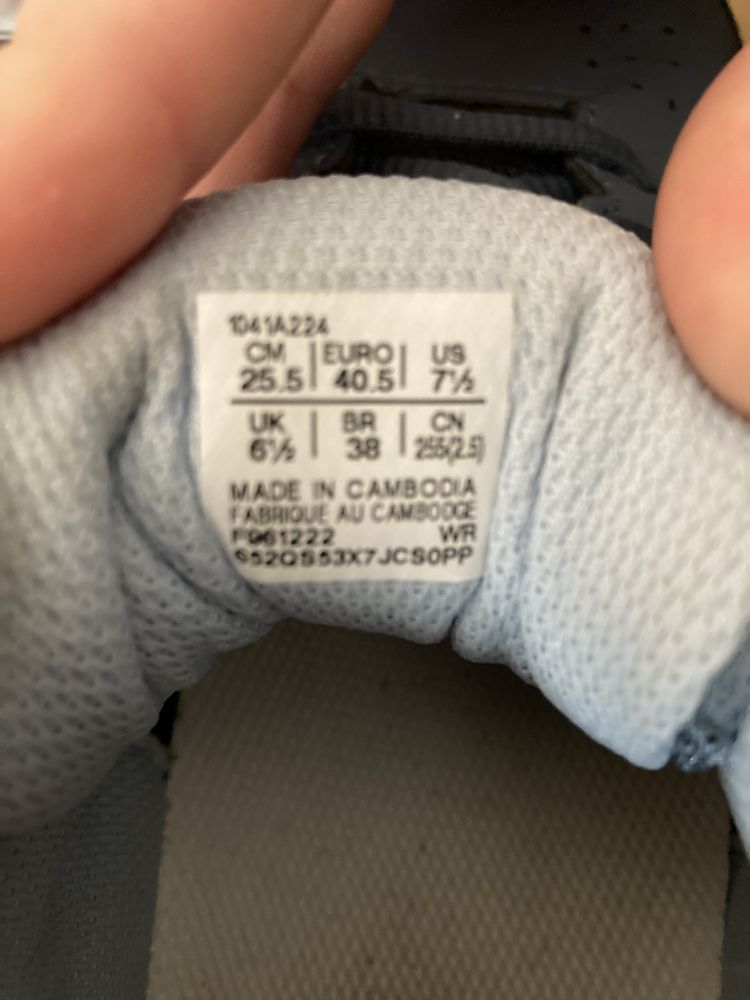 1041A224
CM | EURO | US
25.5 | 40.5 | 7½
UK | BR | CN
6½ | 38 | 255(2.5)
MADE IN CAMBODIA
FABRIQUE AU CAMBODGE
F961222 WR
S52QS53X7JCS0PP